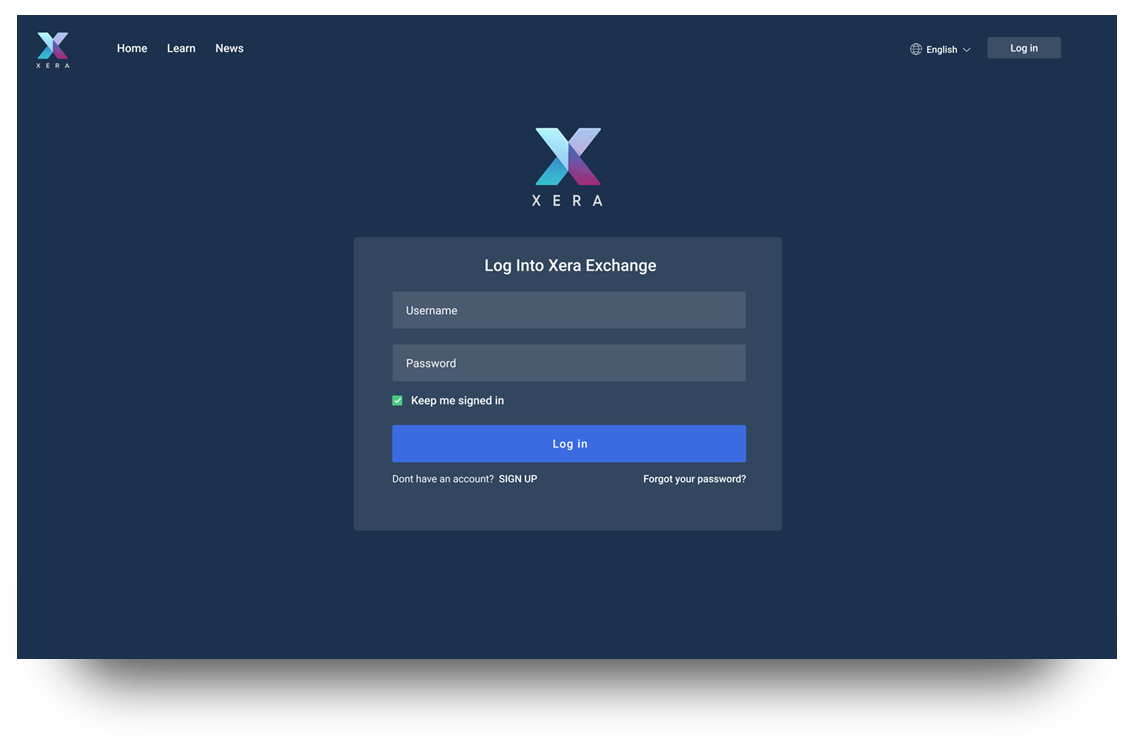 Home Learn News English Log in
XERA
XERA
Log Into Xera Exchange
Username
Password
Keep me signed in
Log in
Dont have an account? SIGN UP Forgot your password?